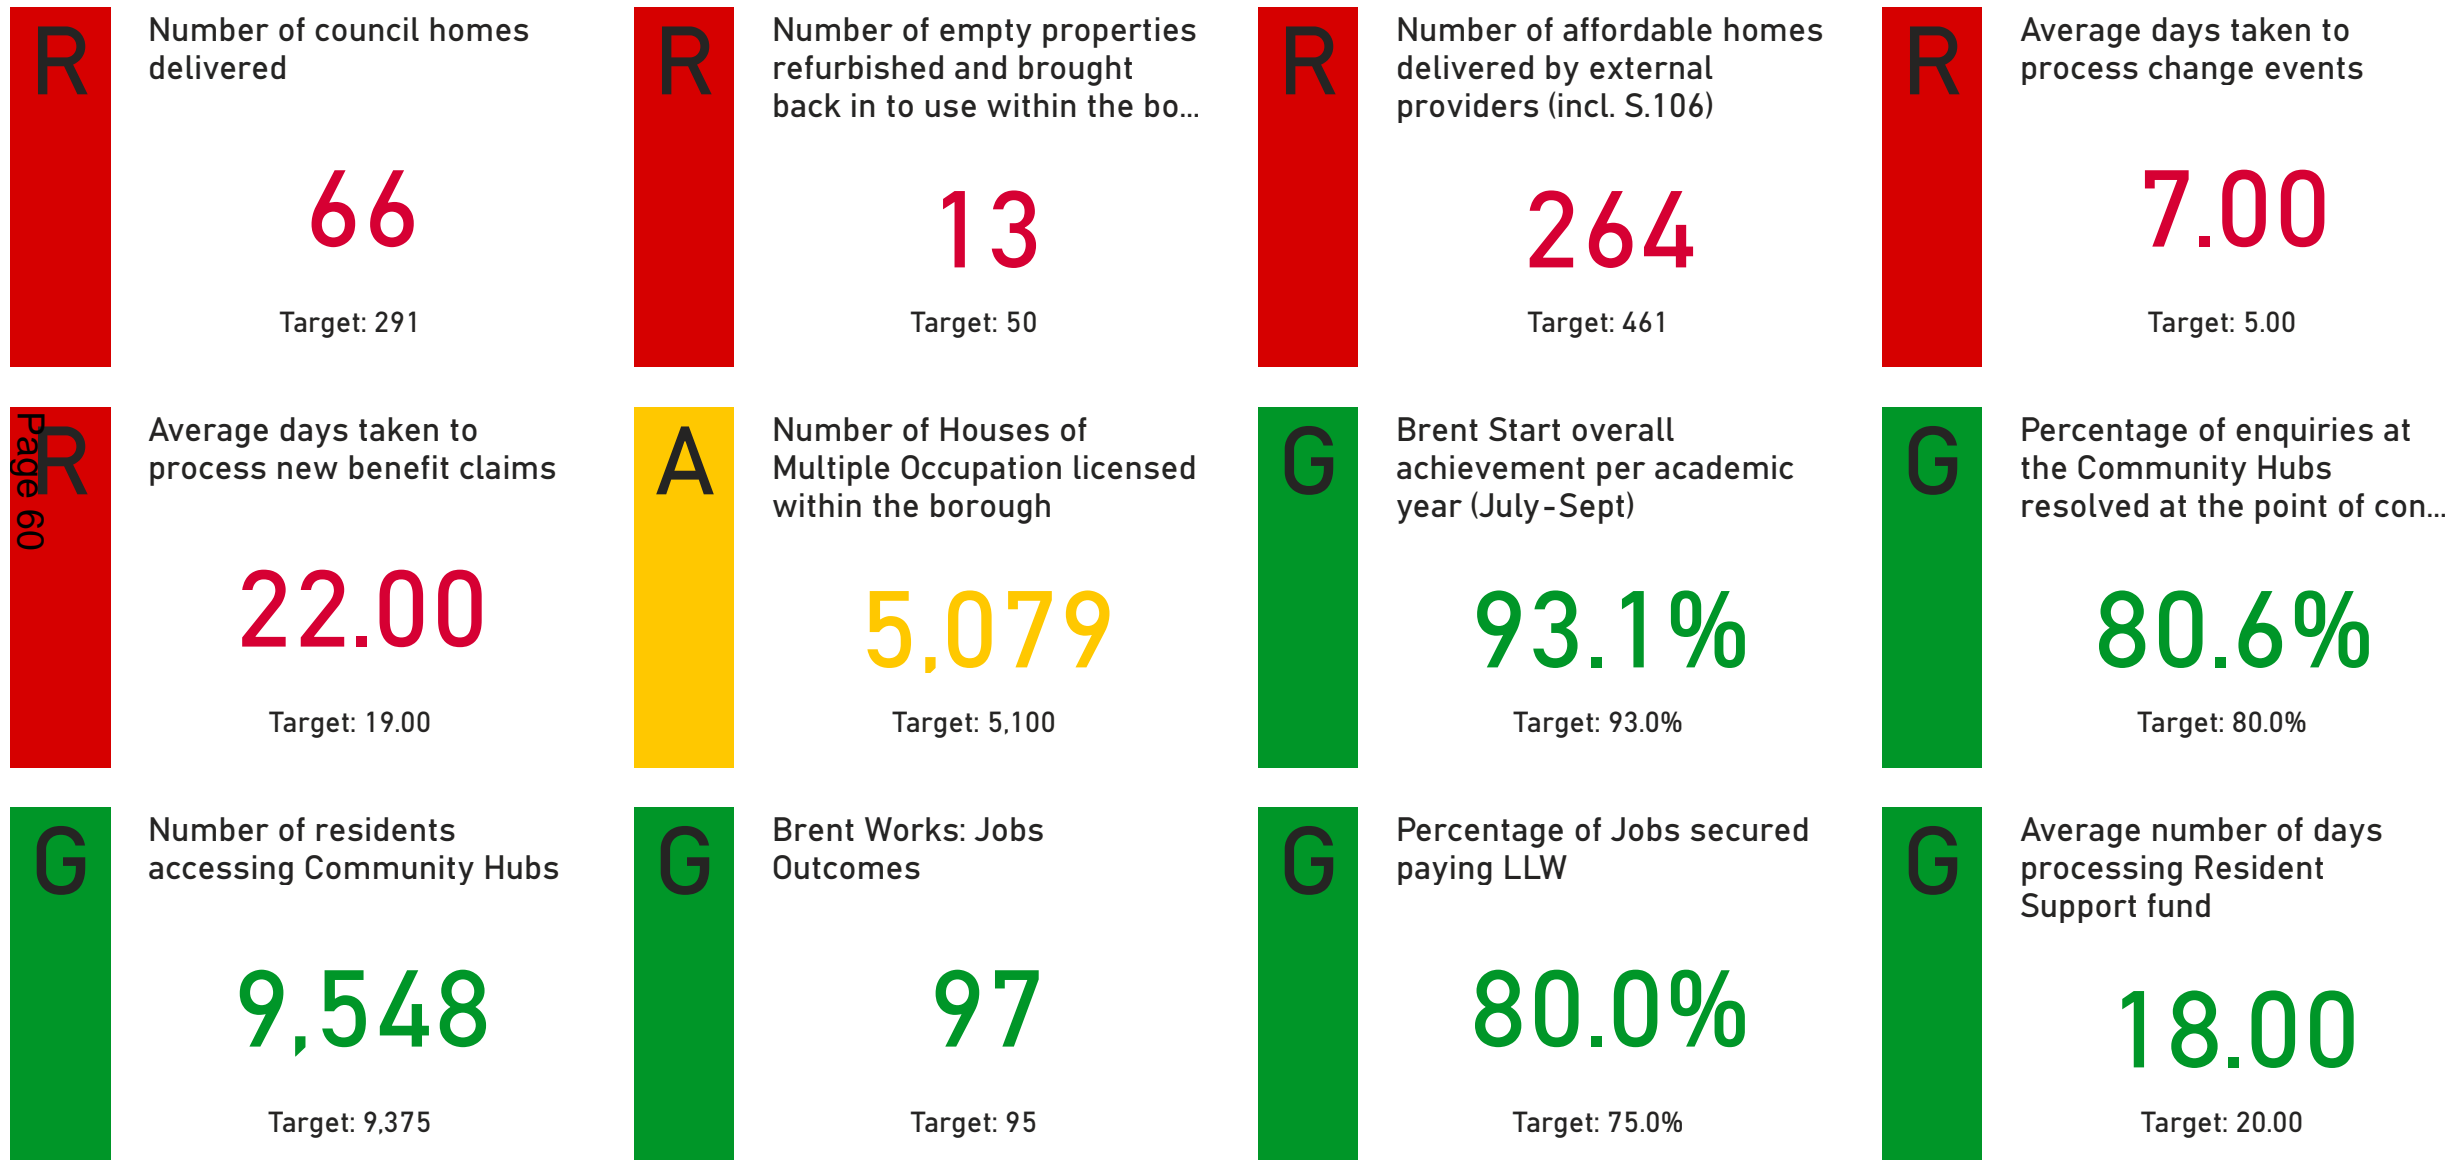 R
Number of council homes
delivered
66
Target: 291
R
Number of empty properties
refurbished and brought
back in to use within the bo...
13
Target: 50
R
Number of affordable homes
delivered by external
providers (incl. S.106)
264
Target: 461
R
Average days taken to
process change events
7.00
Target: 5.00
R
Page 60
Average days taken to
process new benefit claims
22.00
Target: 19.00
A
Number of Houses of
Multiple Occupation licensed
within the borough
5,079
Target: 5,100
G
Brent Start overall
achievement per academic
year (July-Sept)
93.1%
Target: 93.0%
G
Percentage of enquiries at
the Community Hubs
resolved at the point of con...
80.6%
Target: 80.0%
G
Number of residents
accessing Community Hubs
9,548
Target: 9,375
G
Brent Works: Jobs
Outcomes
97
Target: 95
G
Percentage of Jobs secured
paying LLW
80.0%
Target: 75.0%
G
Average number of days
processing Resident
Support fund
18.00
Target: 20.00